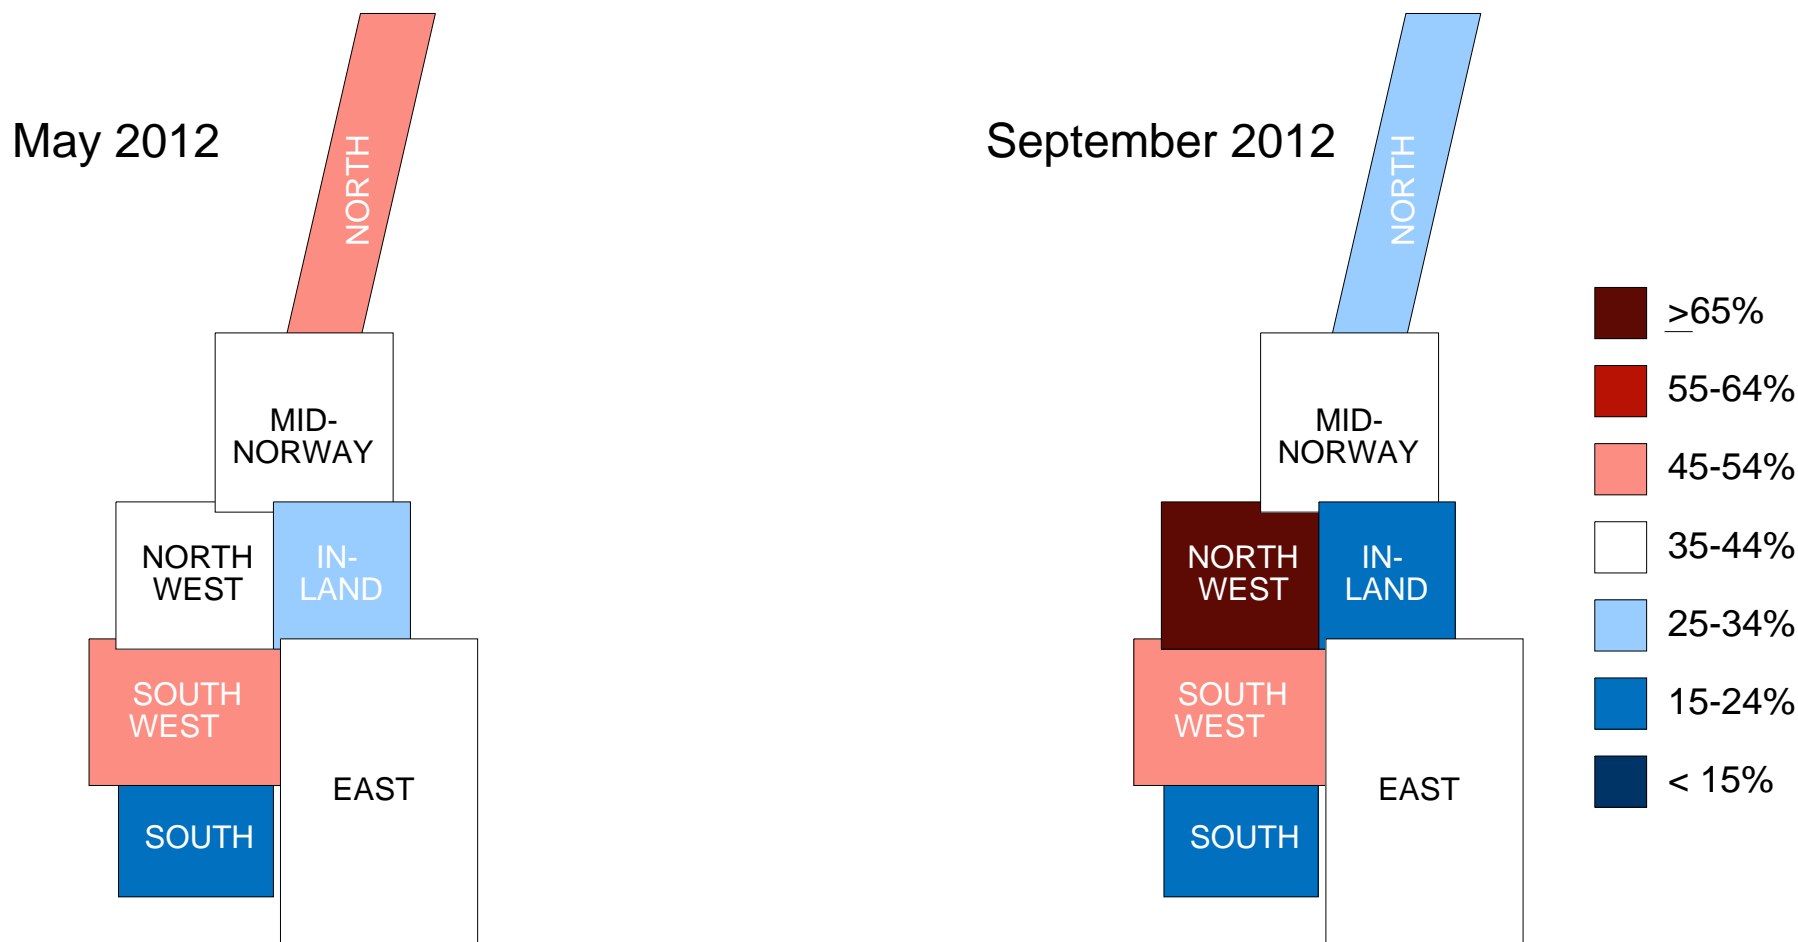 May 2012
NORTH
MID-
NORWAY
NORTH
WEST
IN-
LAND
SOUTH
WEST
EAST
SOUTH
September 2012
NORTH
MID-
NORWAY
NORTH
WEST
IN-
LAND
SOUTH
WEST
EAST
SOUTH
≥65%
55-64%
45-54%
35-44%
25-34%
15-24%
< 15%